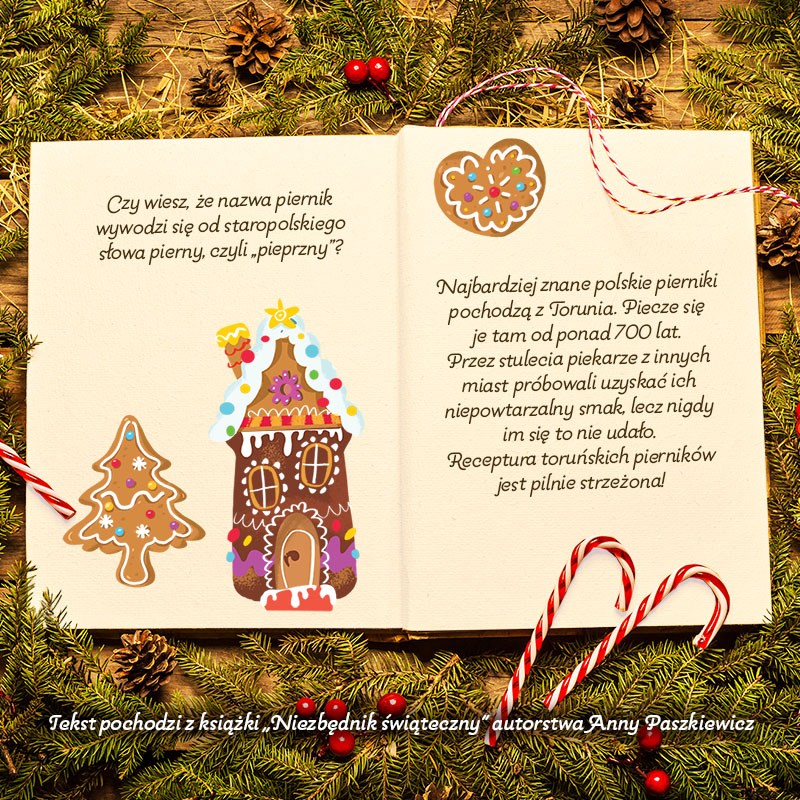 Czy wiesz, że nazwa piernik
wywodzi się od staropolskiego
słowa pierny, czyli „pieprzny”?
Najbardziej znane polskie pierniki
pochodzą z Torunia. Piecze się
je tam od ponad 700 lat.
Przez stulecia piekarze z innych
miast próbowali uzyskać ich
niepowtarzalny smak, lecz nigdy
im się to nie udało.
Receptura toruńskich pierników
jest pilnie strzeżona!
Tekst pochodzi z książki „Niezbędnik świąteczny” autorstwa Anny Paszkiewicz